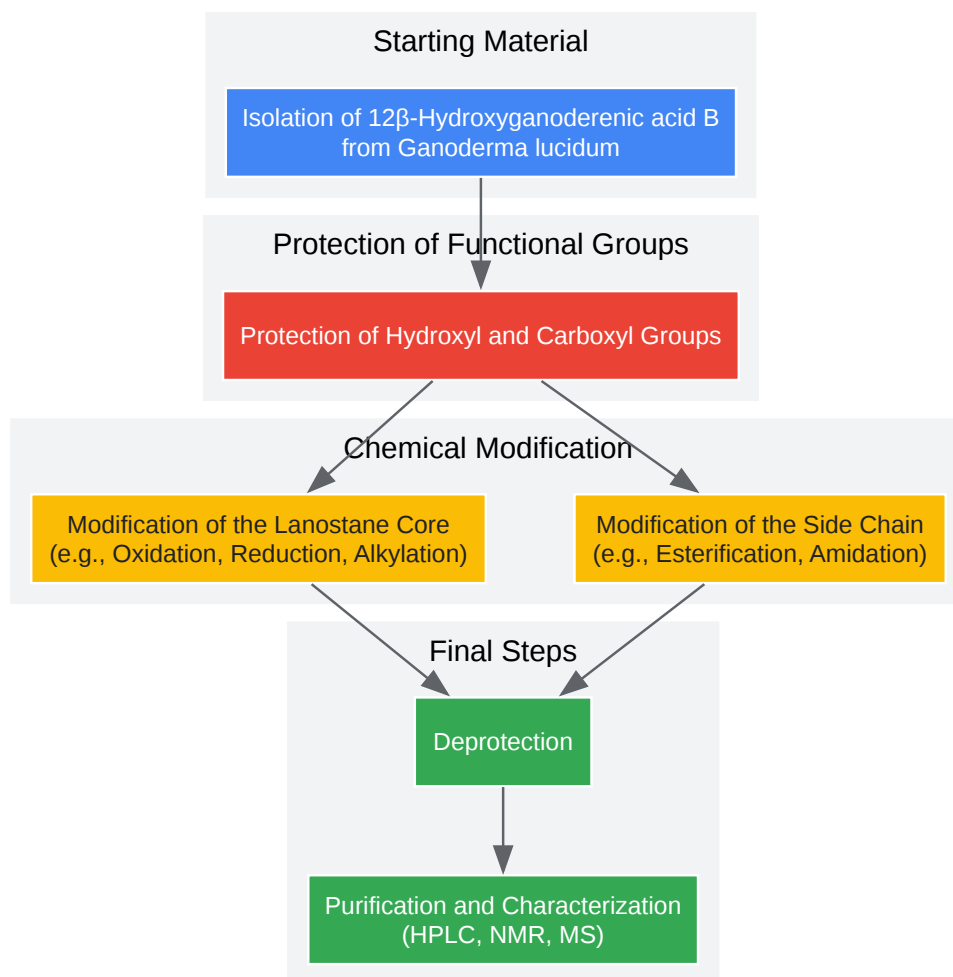 Starting Material
Isolation of 12β-Hydroxyganoderenic acid B
from Ganoderma lucidum
Protection of Functional Groups
Protection of Hydroxyl and Carboxyl Groups
Chemical Modification
Modification of the Lanostane Core
(e.g., Oxidation, Reduction, Alkylation)
Modification of the Side Chain
(e.g., Esterification, Amidation)
Final Steps
Deprotection
Purification and Characterization
(HPLC, NMR, MS)